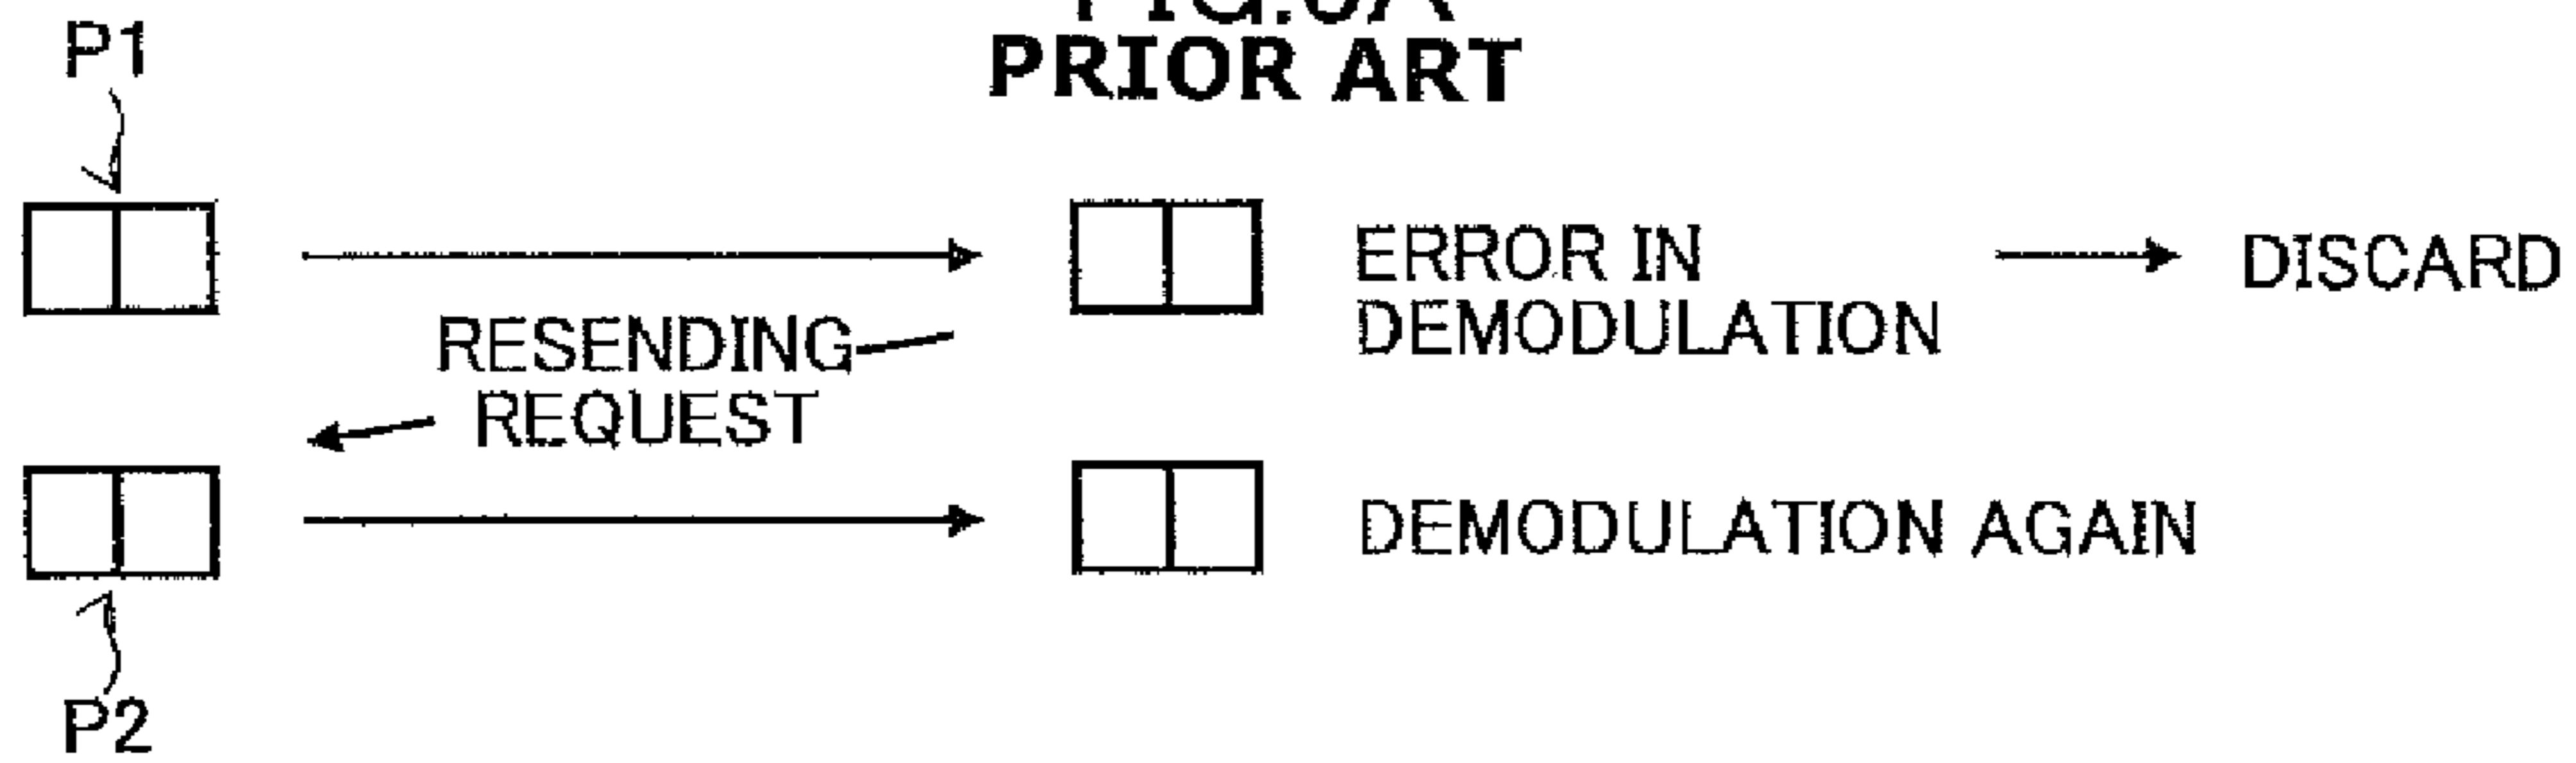 P1
PRIOR ART
ERROR IN
DEMODULATION
DISCARD
RESENDING
REQUEST
DEMODULATION AGAIN
P2